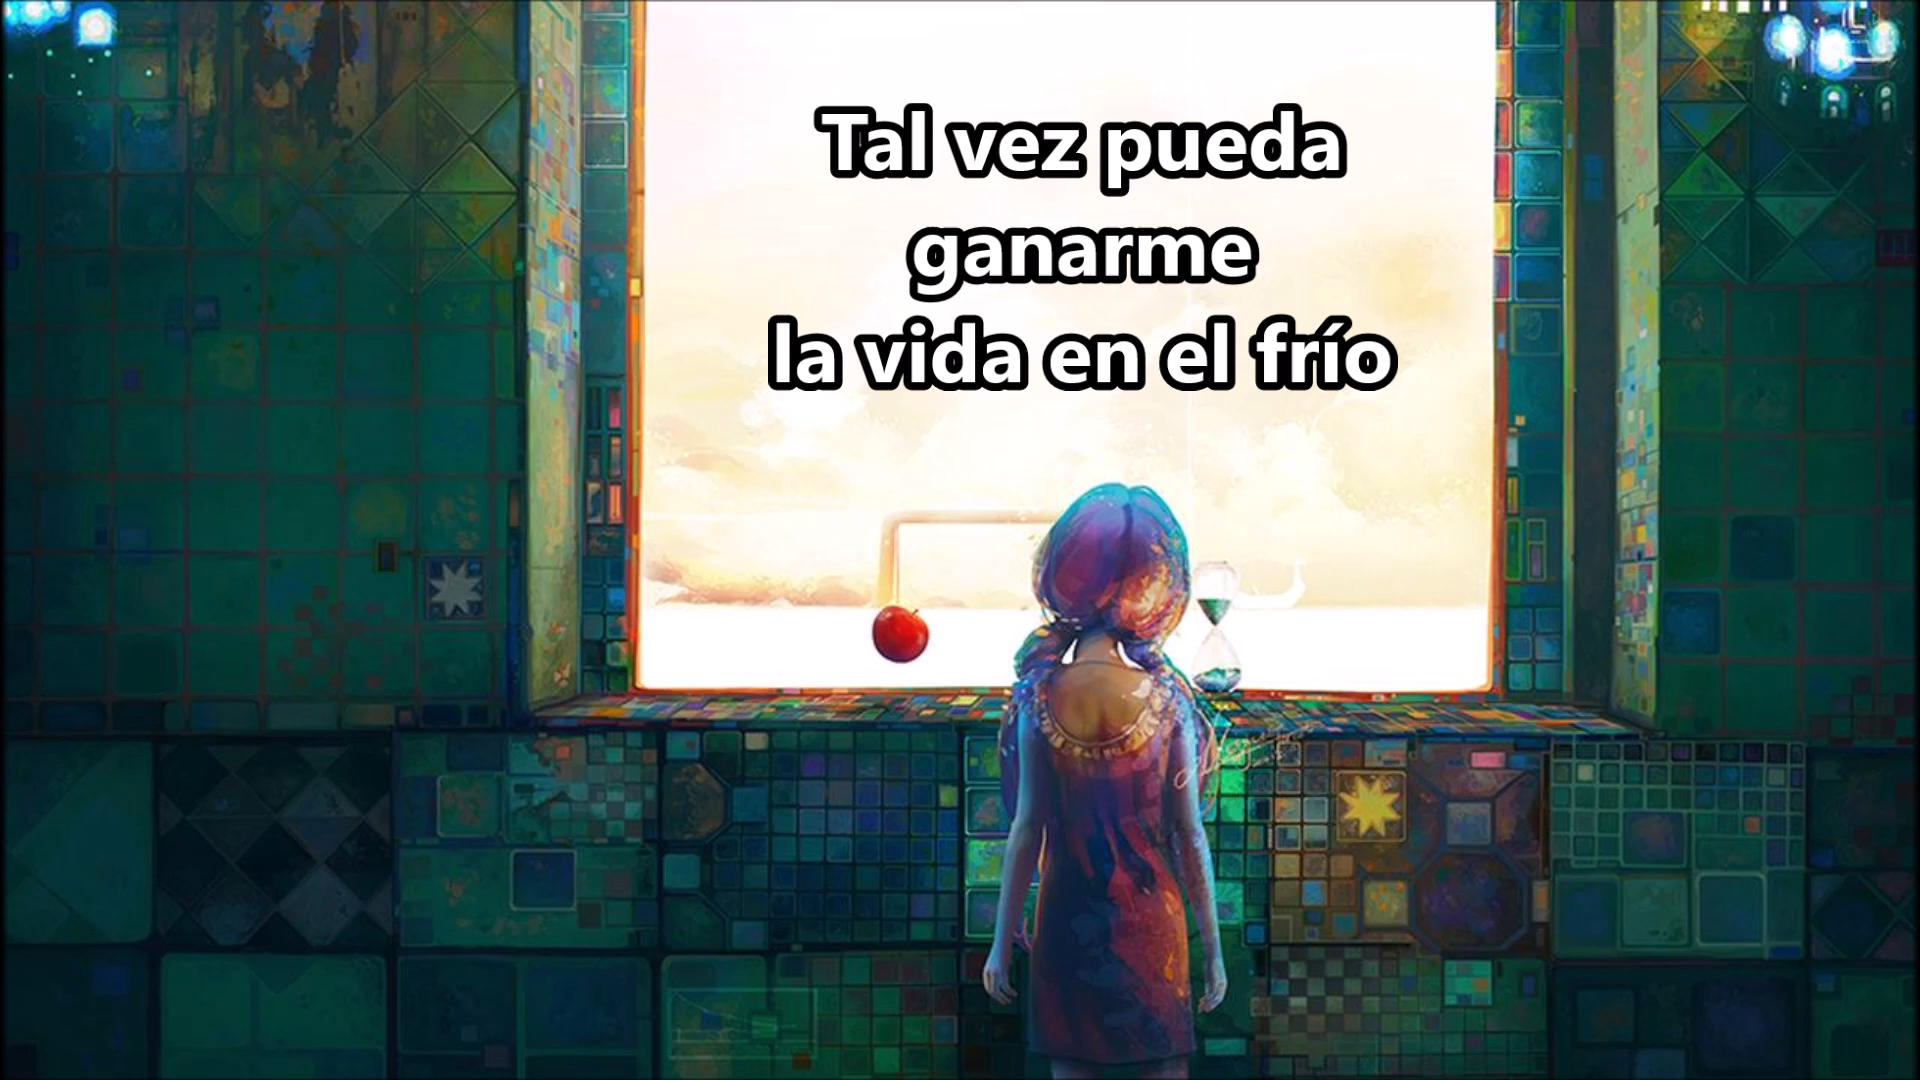 Tal vez pueda
ganarme
la vida en el frío